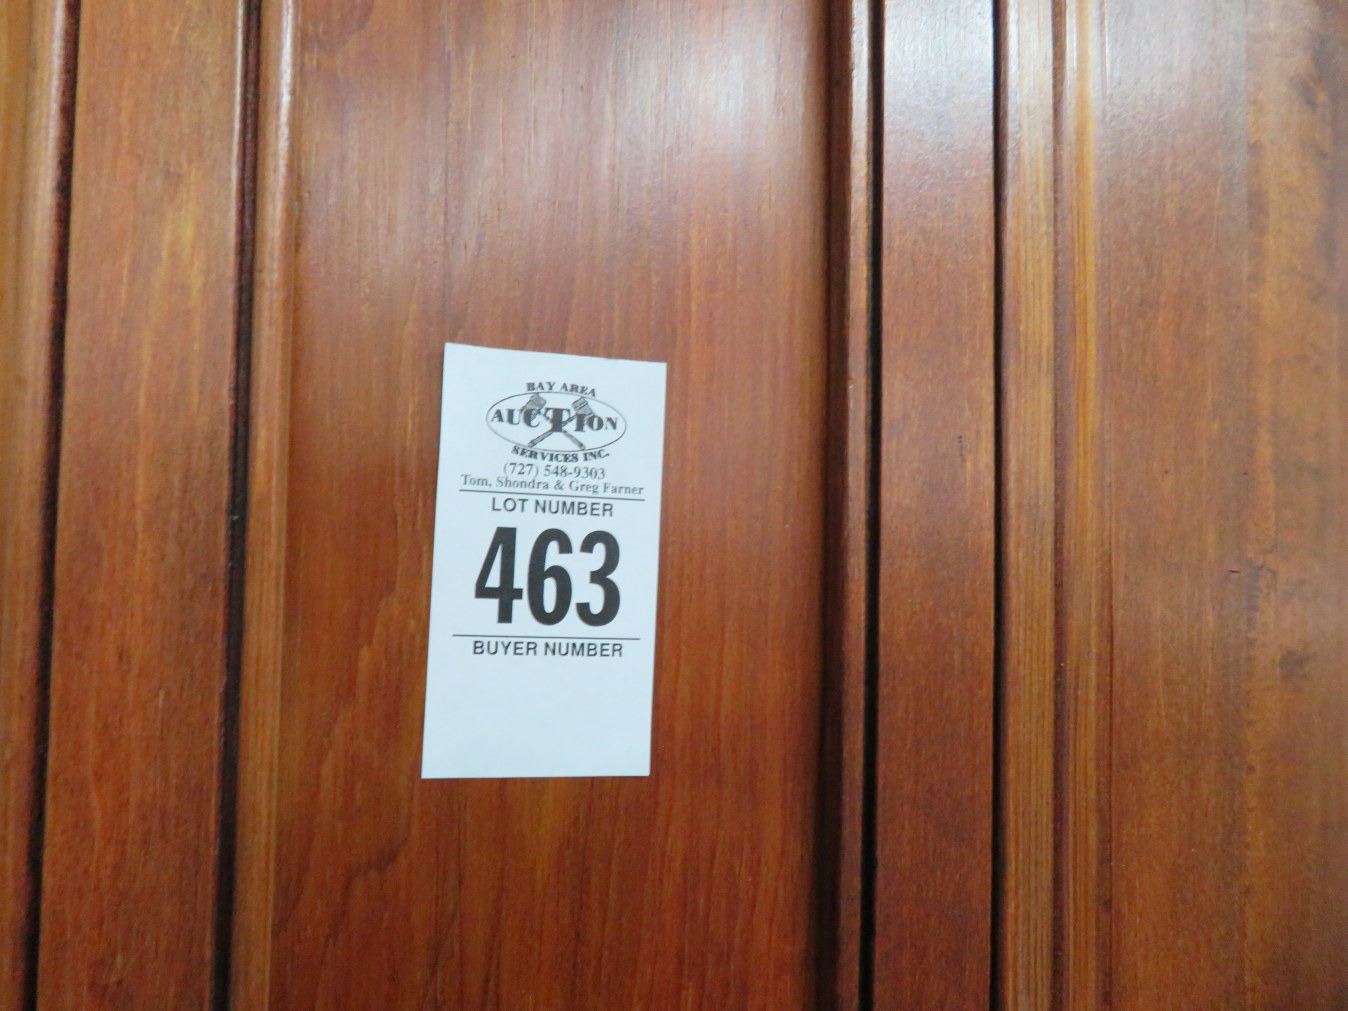 BAY AREA
AUCTION
SERVICES INC.
(727) 548-9303
Tom, Shondra & Greg Farner
LOT NUMBER
463
BUYER NUMBER